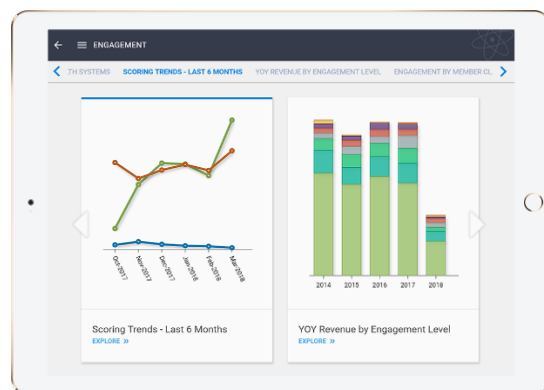 ENGAGEMENT
TH SYSTEMS SCORING TRENDS - LAST 6 MONTHS YOY REVENUE BY ENGAGEMENT LEVEL ENGAGEMENT BY MEMBER CL
Oct-2017 Nov-2017 Dec-2017 Jan-2018 Feb-2018 Mar-2018
2014 2015 2016 2017 2018
Scoring Trends - Last 6 Months
EXPLORE »
YOY Revenue by Engagement Level
EXPLORE »